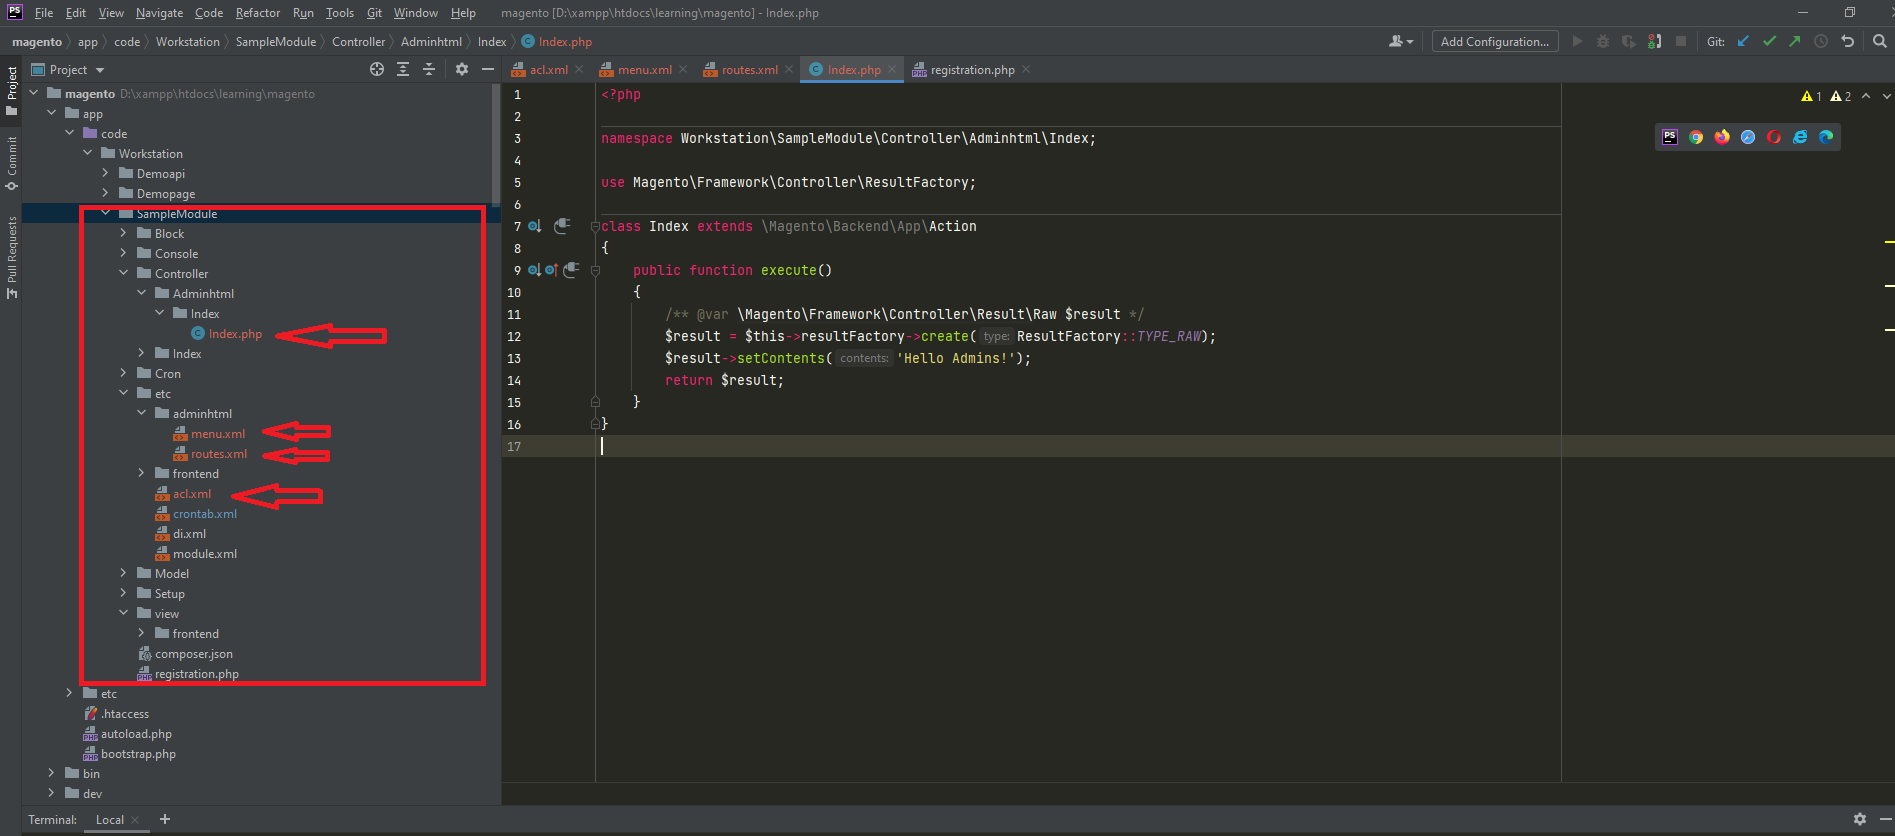 PS File Edit View Navigate Code Refactor Run Tools Git Window Help magento [D:\xampp\htdocs\learning\magento] - Index.php
magento app code Workstation SampleModule Controller Adminhtml Index Index.php Add Configuration... Git:
Project
Commit
Pull Requests
Project
magento D:\xampp\htdocs\learning\magento
app
code
Workstation
Demoapi
Demopage
SampleModule
Block
Console
Controller
Adminhtml
Index
Index.php
Index
Cron
etc
adminhtml
menu.xml
routes.xml
frontend
acl.xml
crontab.xml
di.xml
module.xml
Model
Setup
view
frontend
composer.json
registration.php
etc
.htaccess
autoload.php
bootstrap.php
bin
dev
acl.xml menu.xml routes.xml Index.php registration.php
1 <?php
2
3 namespace Workstation\SampleModule\Controller\Adminhtml\Index;
4
5 use Magento\Framework\Controller\ResultFactory;
6
7 class Index extends \Magento\Backend\App\Action
8 {
9 public function execute()
10 {
11 /** @var \Magento\Framework\Controller\Result\Raw $result */
12 $result = $this->resultFactory->create( type: ResultFactory::TYPE_RAW);
13 $result->setContents( contents: 'Hello Admins!');
14 return $result;
15 }
16 }
17
1 2
PS
Terminal: Local